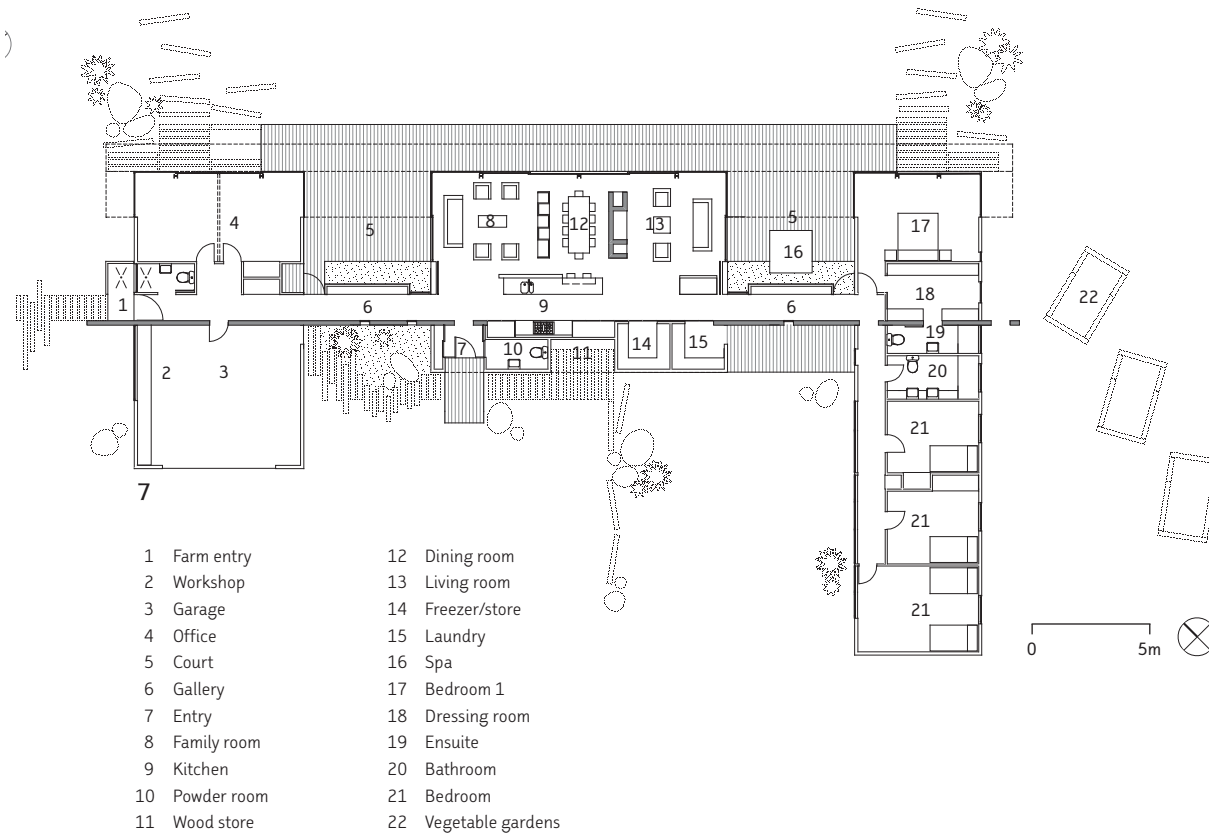 4
5
8
12
13
5
16
17
22
1
6
9
6
18
19
7
10
11
14
15
20
2
3
21
21
21
7
0 5m
1 Farm entry
2 Workshop
3 Garage
4 Office
5 Court
6 Gallery
7 Entry
8 Family room
9 Kitchen
10 Powder room
11 Wood store
12 Dining room
13 Living room
14 Freezer/store
15 Laundry
16 Spa
17 Bedroom 1
18 Dressing room
19 Ensuite
20 Bathroom
21 Bedroom
22 Vegetable gardens